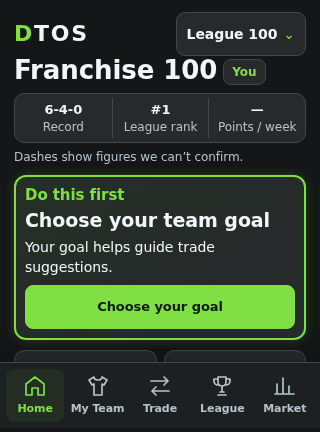 DTOS
League 100
Franchise 100 You
6-4-0 #1 —
Record League rank Points / week
Dashes show figures we can’t confirm.
Do this first
Choose your team goal
Your goal helps guide trade
suggestions.
Choose your goal
Home My Team Trade League Market